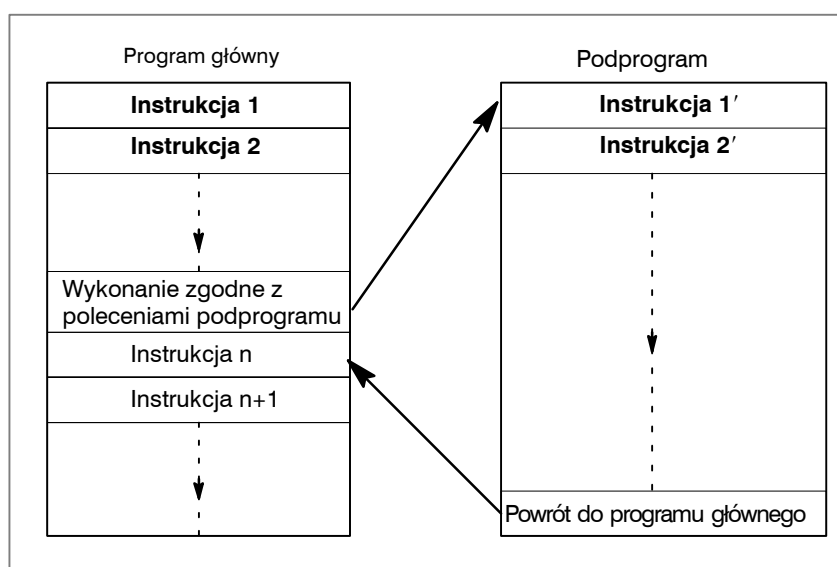 Program główny
Instrukcja 1
Instrukcja 2
Wykonanie zgodne z
poleceniami podprogramu
Instrukcja n
Instrukcja n+1
Podprogram
Instrukcja 1′
Instrukcja 2′
Powrót do programu głównego